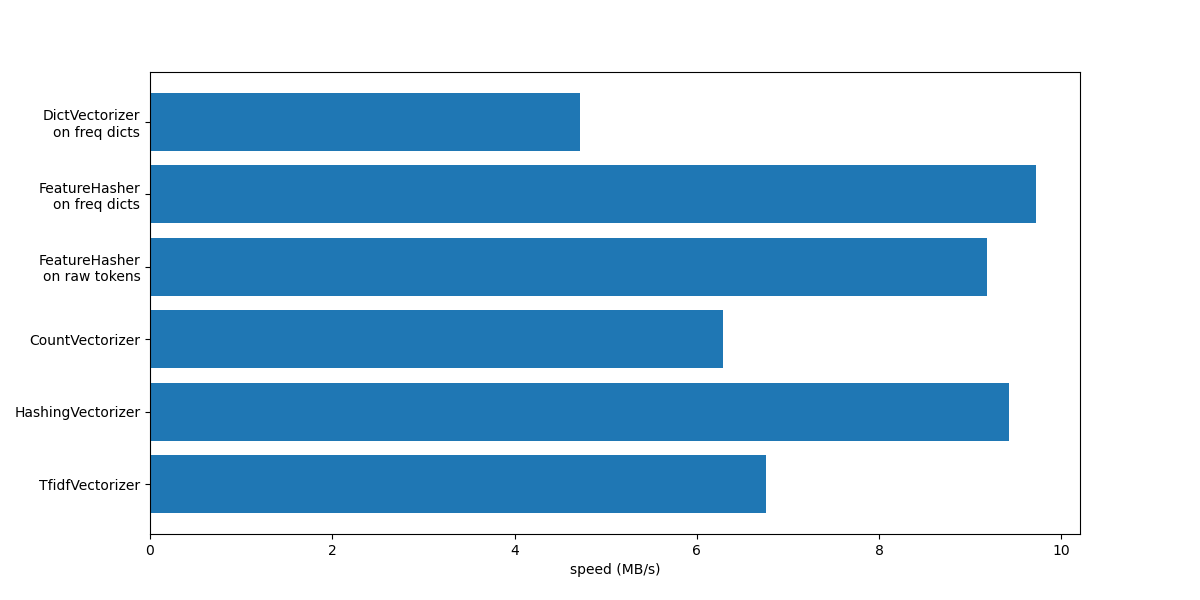 DictVectorizer
on freq dicts
FeatureHasher
on freq dicts
FeatureHasher
on raw tokens
CountVectorizer
HashingVectorizer
TfidfVectorizer
0 2 4 6 8 10
speed (MB/s)